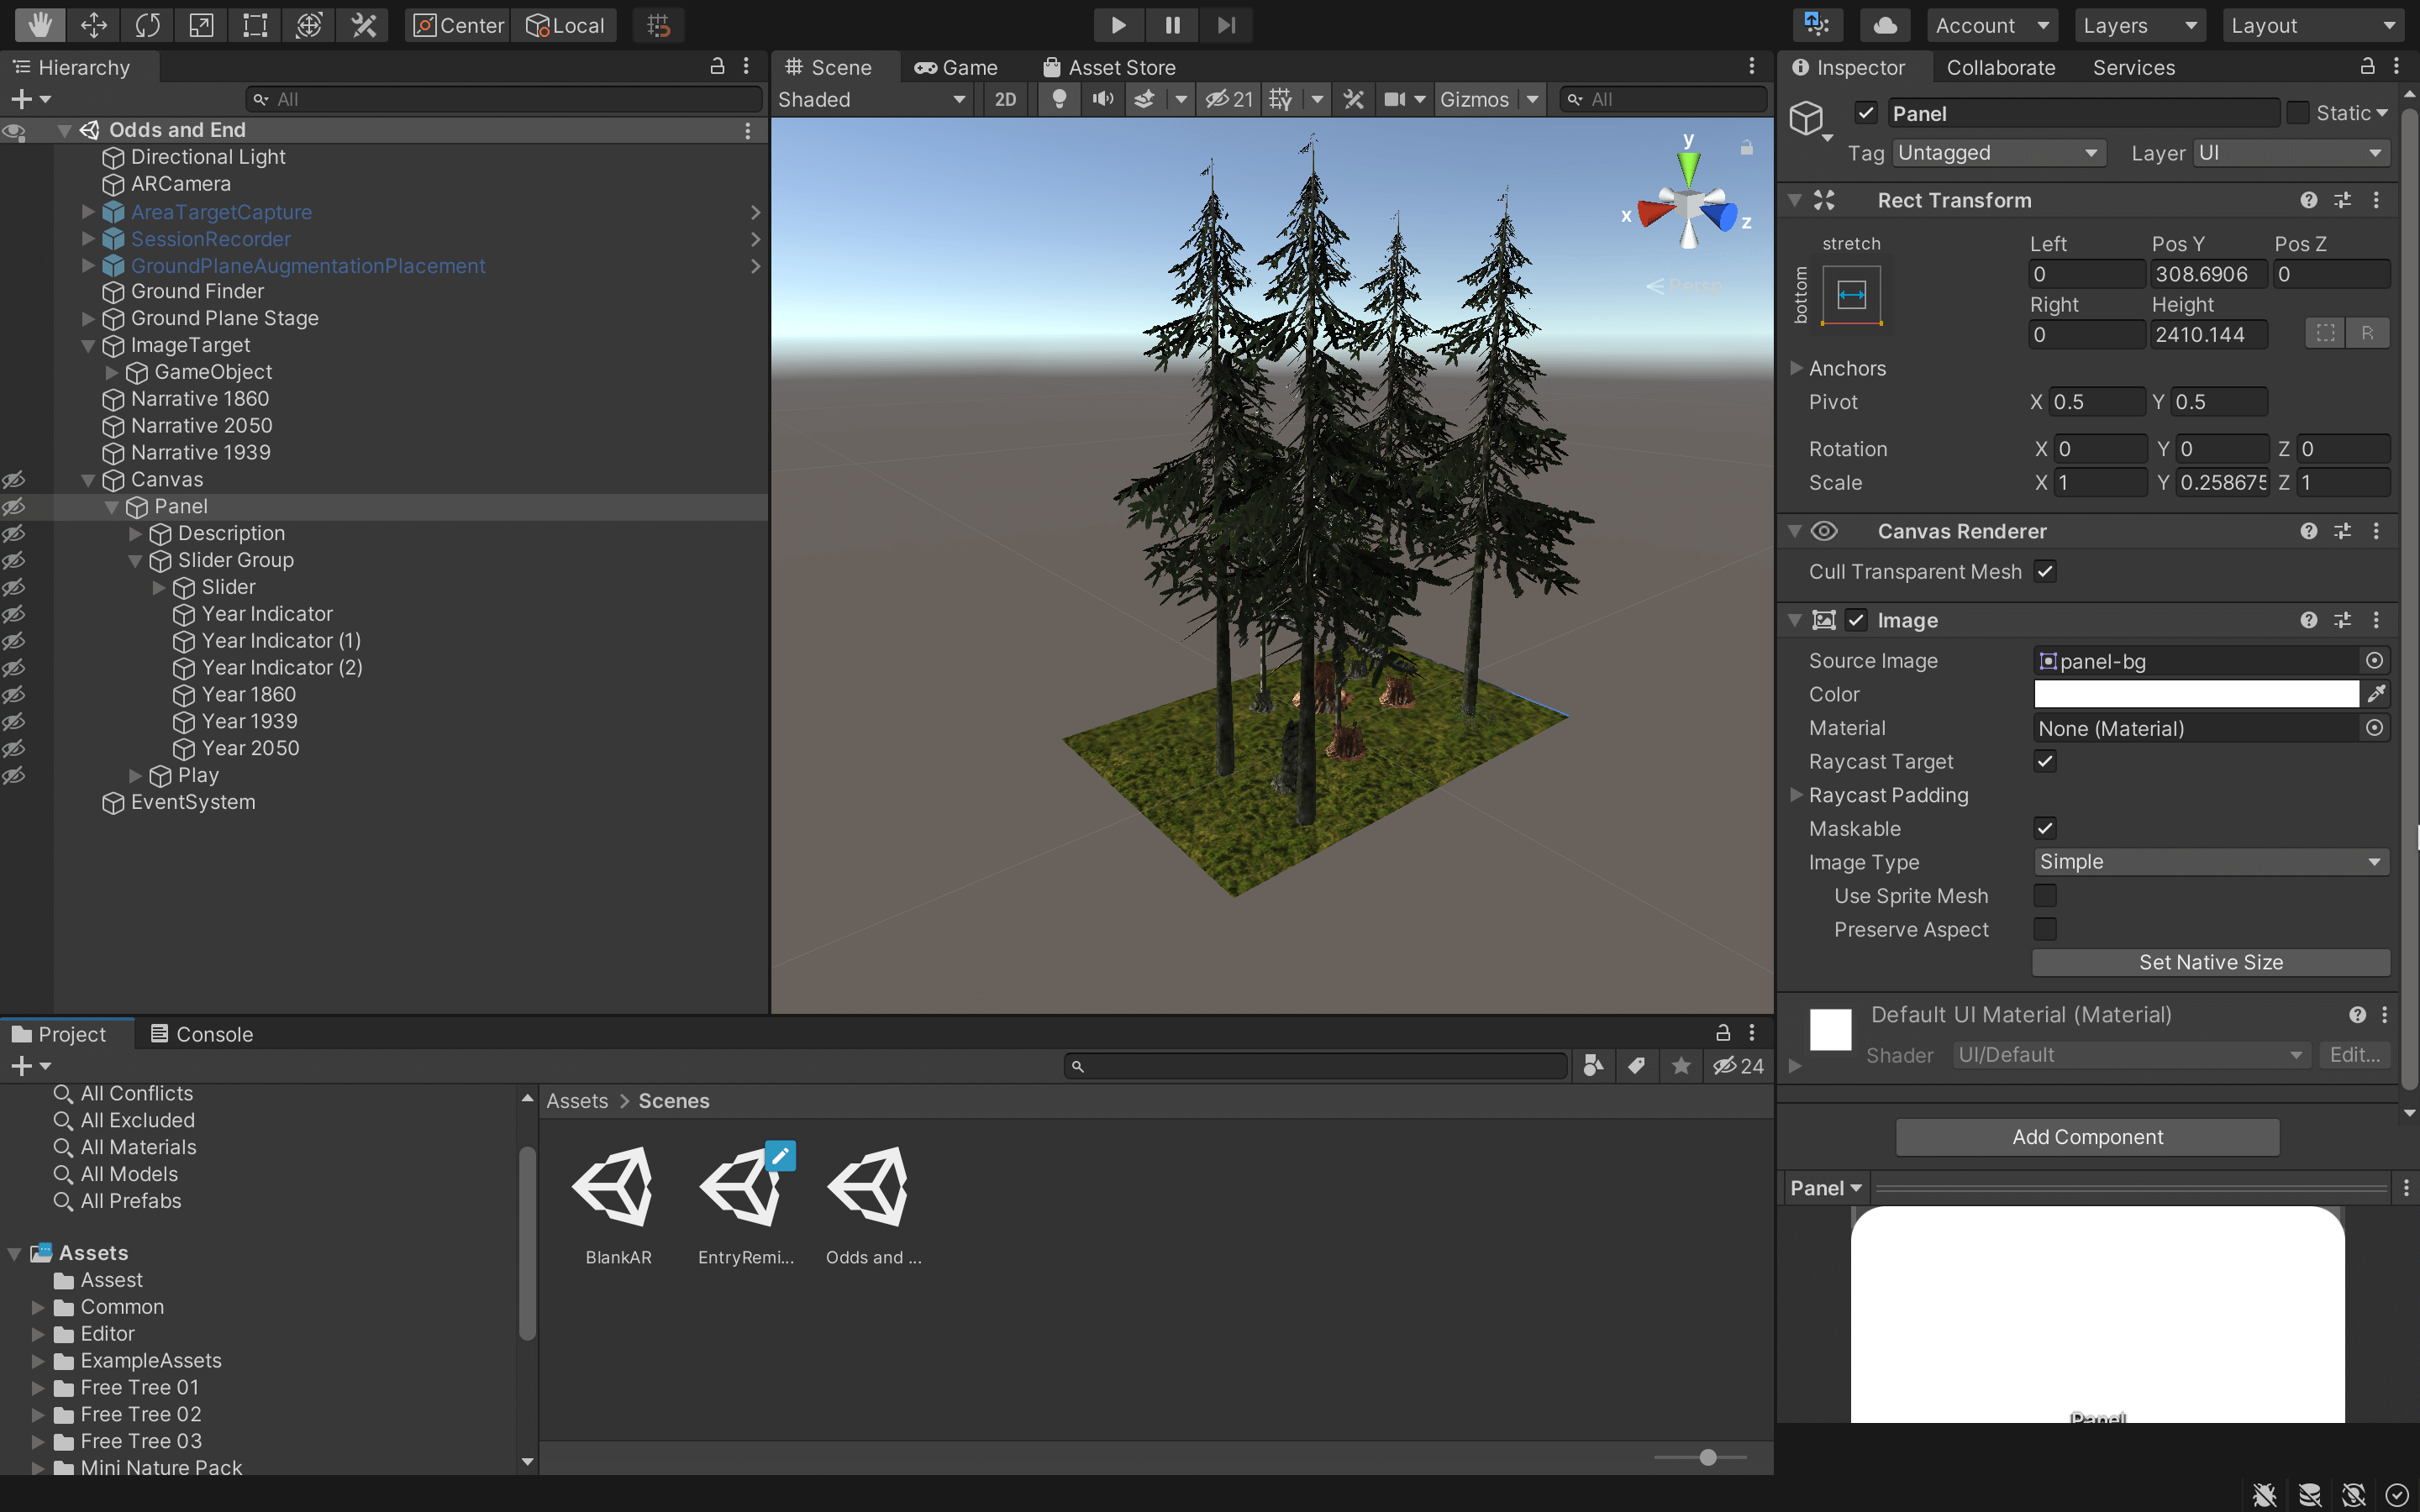 Center Local
Account Layers Layout
Hierarchy
All
Odds and End
Directional Light
ARCamera
AreaTargetCapture
SessionRecorder
GroundPlaneAugmentationPlacement
Ground Finder
Ground Plane Stage
ImageTarget
GameObject
Narrative 1860
Narrative 2050
Narrative 1939
Canvas
Panel
Description
Slider Group
Slider
Year Indicator
Year Indicator (1)
Year Indicator (2)
Year 1860
Year 1939
Year 2050
Play
EventSystem
Scene Game Asset Store
Shaded 2D 21 Gizmos All
y
x z
Persp
Inspector Collaborate Services
Panel Static
Tag Untagged Layer UI
Rect Transform
stretch
bottom
Left Pos Y Pos Z
0 308.6906 0
Right Height
0 2410.144 R
Anchors
Pivot X 0.5 Y 0.5
Rotation X 0 Y 0 Z 0
Scale X 1 Y 0.258675 Z 1
Canvas Renderer
Cull Transparent Mesh
Image
Source Image panel-bg
Color
Material None (Material)
Raycast Target
Raycast Padding
Maskable
Image Type Simple
Use Sprite Mesh
Preserve Aspect
Set Native Size
Default UI Material (Material)
Shader UI/Default Edit...
Add Component
Panel
Panel
Project Console
24
All Conflicts
All Excluded
All Materials
All Models
All Prefabs
Assets
Assest
Common
Editor
ExampleAssets
Free Tree 01
Free Tree 02
Free Tree 03
Mini Nature Pack
Assets > Scenes
BlankAR EntryRemi... Odds and ...